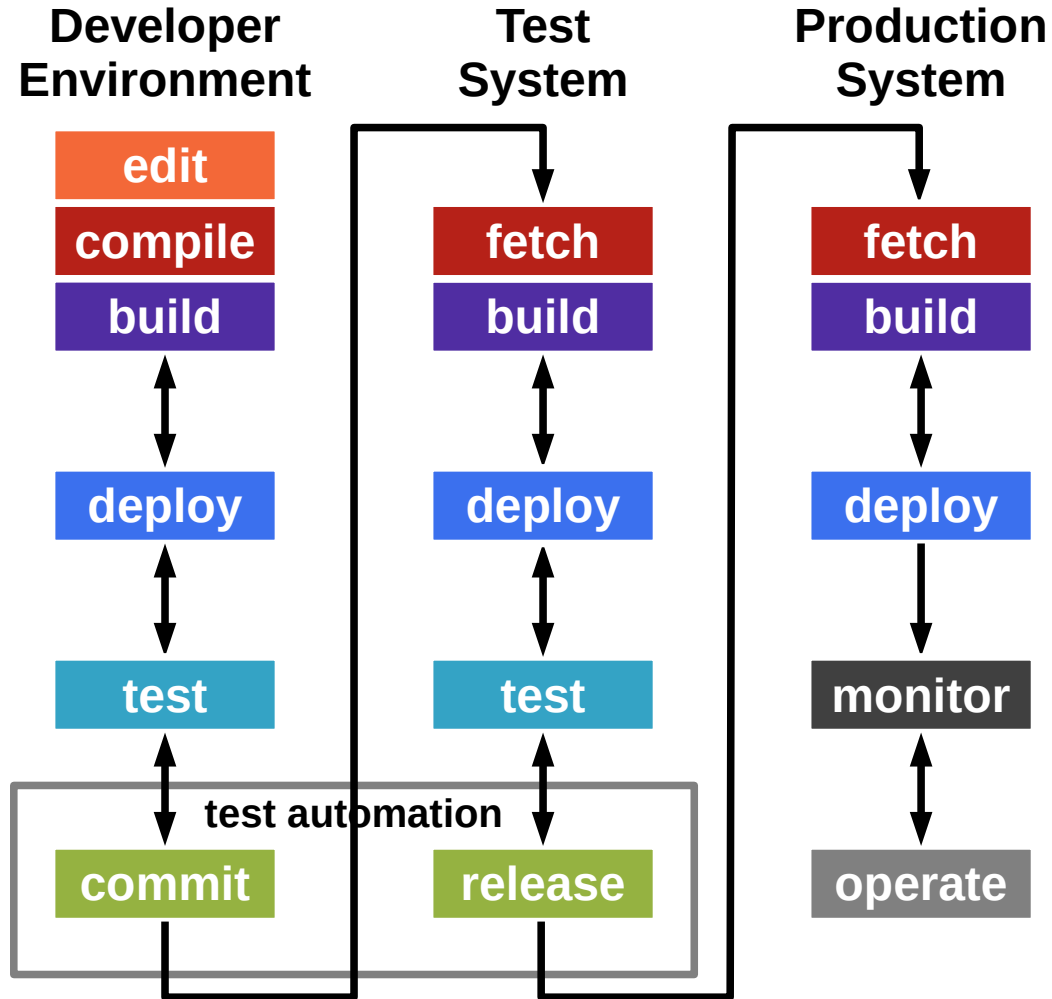 Developer
Environment
edit
compile
build
deploy
test
commit
Test
System
fetch
build
deploy
test
release
test automation
Production
System
fetch
build
deploy
monitor
operate